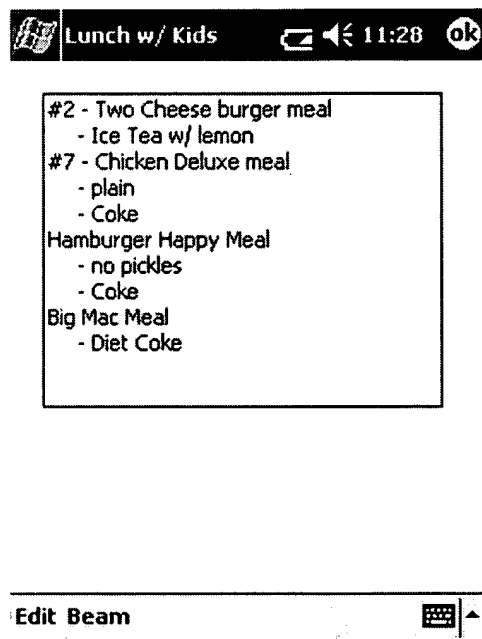 Lunch w/ Kids 11:28 ok
#2 - Two Cheese burger meal
- Ice Tea w/ lemon
#7 - Chicken Deluxe meal
- plain
- Coke
Hamburger Happy Meal
- no pickles
- Coke
Big Mac Meal
- Diet Coke
Edit Beam